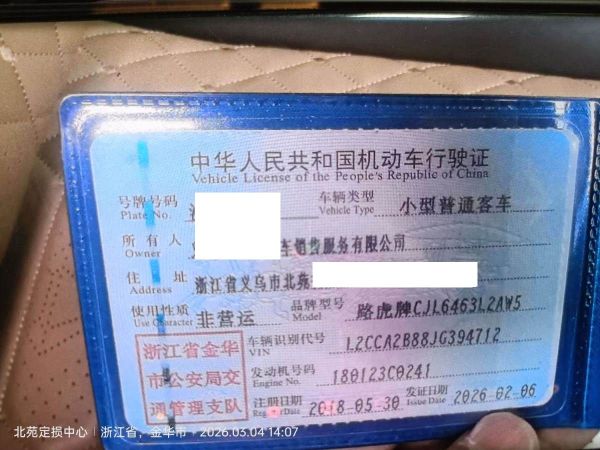 中华人民共和国机动车行驶证
Vehicle License of the People's Republic of China
号牌号码 车辆类型 小型普通客车
Plate No. Vehicle Type
所有人 车销售服务有限公司
Owner
住址 浙江省义乌市北苑
Address
使用性质 非营运 品牌型号 路虎牌CJL6463L2AW5
Use Character Model
浙江省金华 车辆识别代号 L2CCA2B88JG394712
VIN
市公安局交 发动机号码 180123C0241
Engine No.
通管理支队 注册日期 2018-05-30 发证日期 2026-02-06
Register Date Issue Date
北苑定损中心 | 浙江省，金华市 · 2026.03.04 14:07